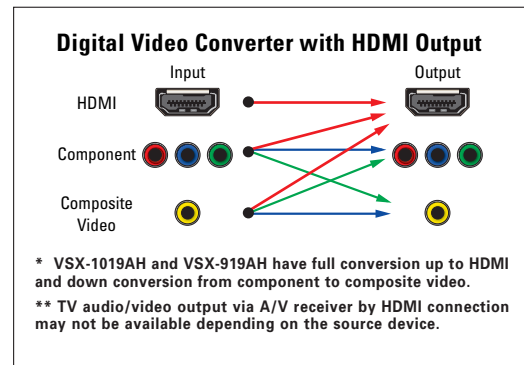 Digital Video Converter with HDMI Output
Input Output
HDMI
Component
Composite
Video
* VSX-1019AH and VSX-919AH have full conversion up to HDMI
and down conversion from component to composite video.
** TV audio/video output via A/V receiver by HDMI connection
may not be available depending on the source device.